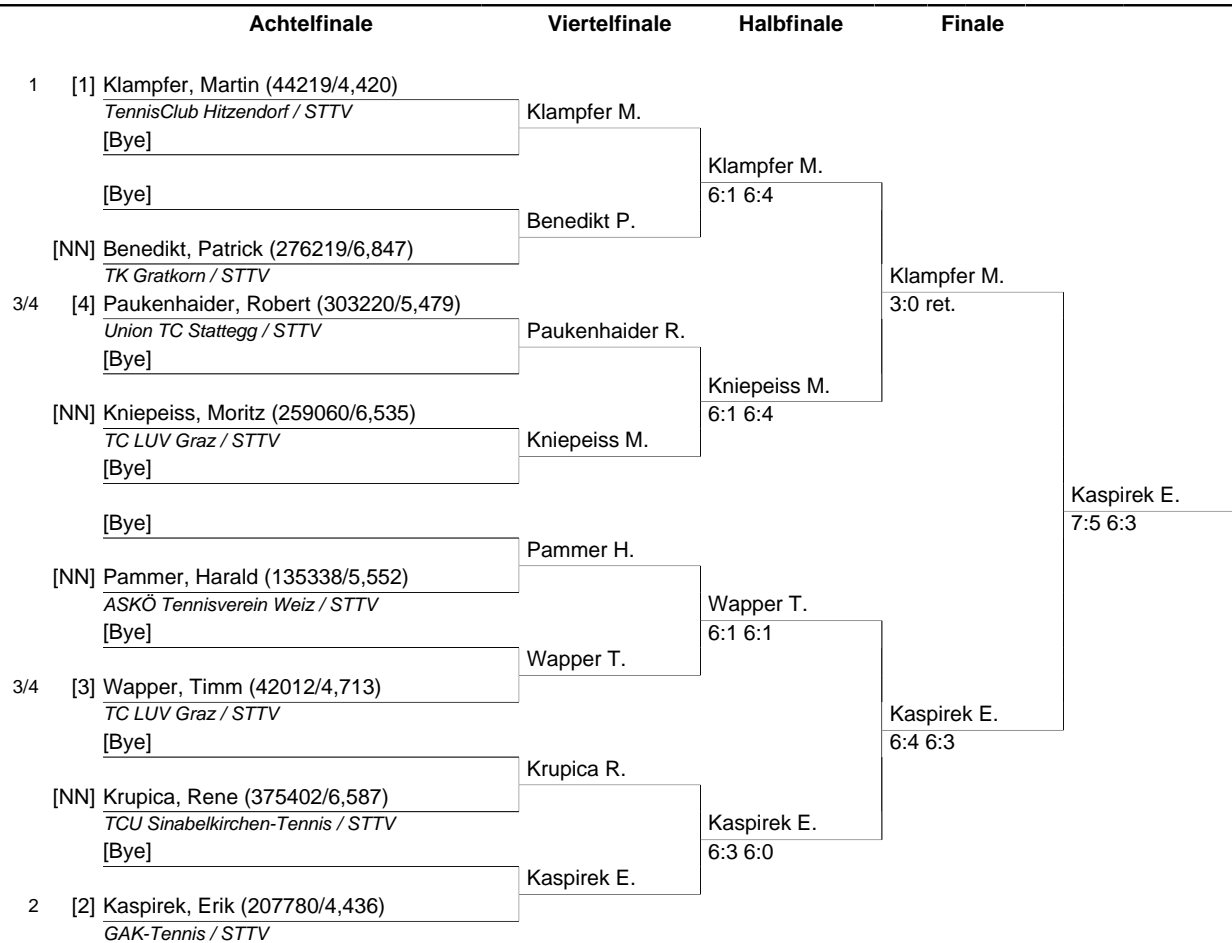 Achtelfinale Viertelfinale Halbfinale Finale
1 [1] Klampfer, Martin (44219/4,420)
TennisClub Hitzendorf / STTV
Klampfer M.
[Bye]
Klampfer M.
[Bye]
6:1 6:4
Benedikt P.
[NN] Benedikt, Patrick (276219/6,847)
TK Gratkorn / STTV
Klampfer M.
3/4 [4] Paukenhaider, Robert (303220/5,479)
3:0 ret.
Union TC Stattegg / STTV
Paukenhaider R.
[Bye]
Kniepeiss M.
[NN] Kniepeiss, Moritz (259060/6,535)
6:1 6:4
TC LUV Graz / STTV
Kniepeiss M.
[Bye]
Kaspirek E.
[Bye]
7:5 6:3
Pammer H.
[NN] Pammer, Harald (135338/5,552)
ASKÖ Tennisverein Weiz / STTV
Wapper T.
[Bye]
6:1 6:1
Wapper T.
3/4 [3] Wapper, Timm (42012/4,713)
TC LUV Graz / STTV
Kaspirek E.
[Bye]
6:4 6:3
Krupica R.
[NN] Krupica, Rene (375402/6,587)
TCU Sinabelkirchen-Tennis / STTV
Kaspirek E.
[Bye]
6:3 6:0
Kaspirek E.
2 [2] Kaspirek, Erik (207780/4,436)
GAK-Tennis / STTV